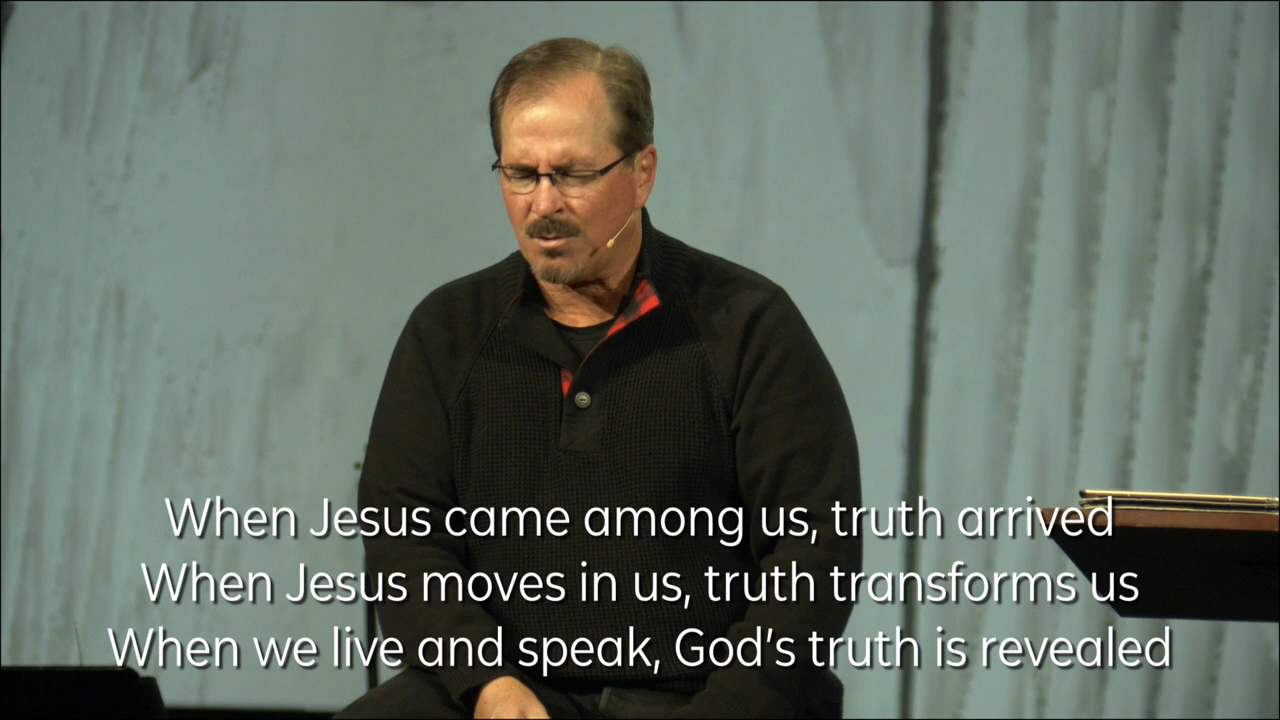 When Jesus came among us, truth arrived
When Jesus moves in us, truth transforms us
When we live and speak, God's truth is revealed